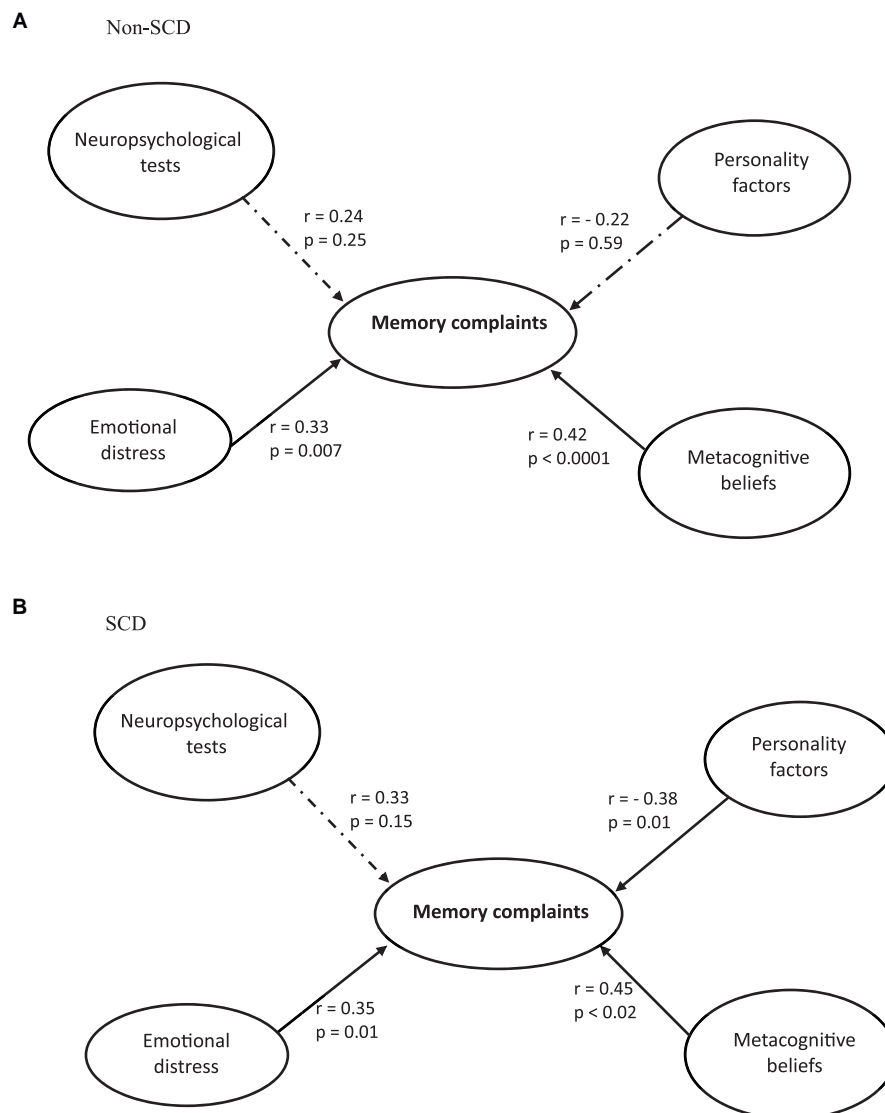 A
Non-SCD
Neuropsychological
tests
Personality
factors
r = 0.24
p = 0.25
r = - 0.22
p = 0.59
Memory complaints
Emotional
distress
r = 0.33
p = 0.007
r = 0.42
p < 0.0001
Metacognitive
beliefs
B
SCD
Neuropsychological
tests
Personality
factors
r = 0.33
p = 0.15
r = - 0.38
p = 0.01
Memory complaints
Emotional
distress
r = 0.35
p = 0.01
r = 0.45
p < 0.02
Metacognitive
beliefs